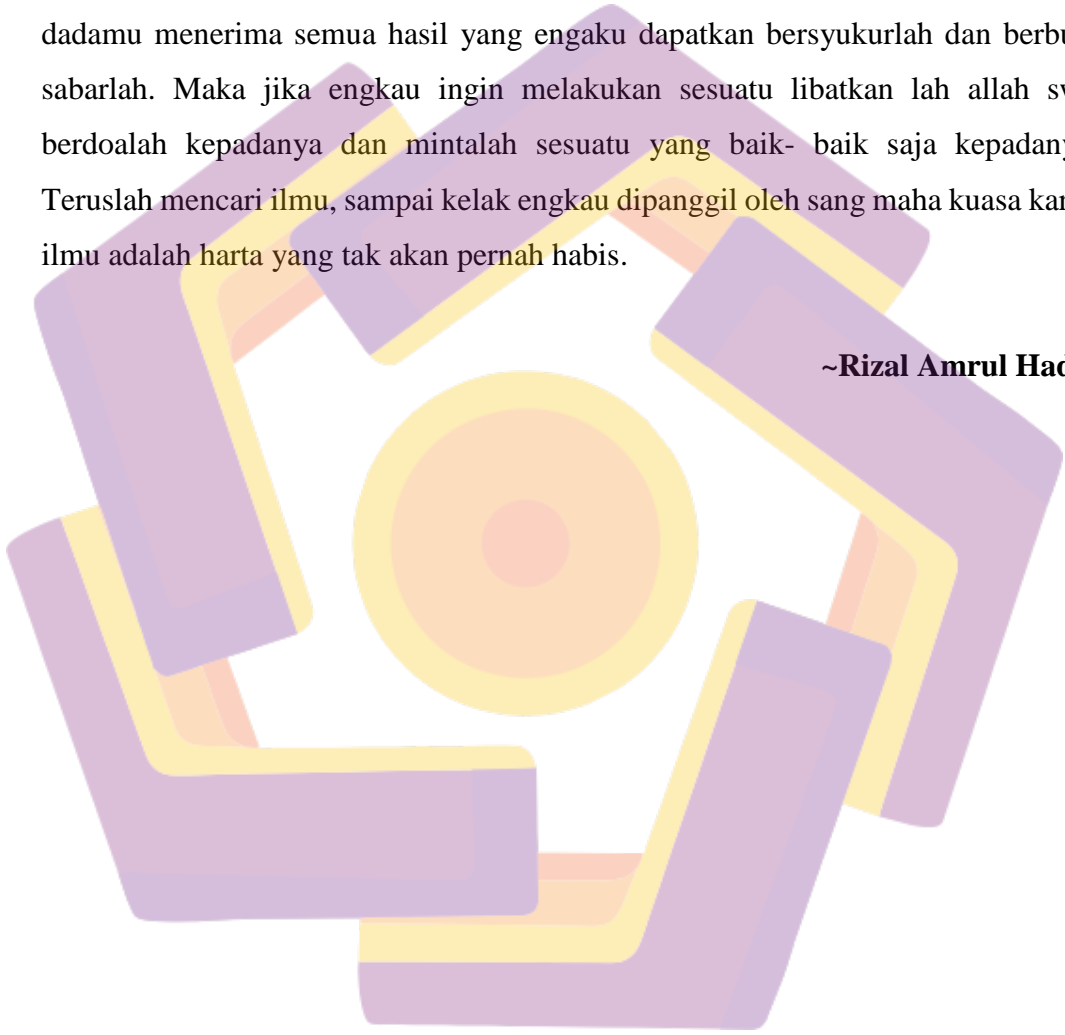 dadamu menerima semua hasil yang engaku dapatkan bersyukurlah dan berbu
sabarlah. Maka jika engkau ingin melakukan sesuatu libatkan lah allah sw
berdoalah kepadanya dan mintalah sesuatu yang baik- baik saja kepadany
Teruslah mencari ilmu, sampai kelak engkau dipanggil oleh sang maha kuasa kar
ilmu adalah harta yang tak akan pernah habis.
~Rizal Amrul Had